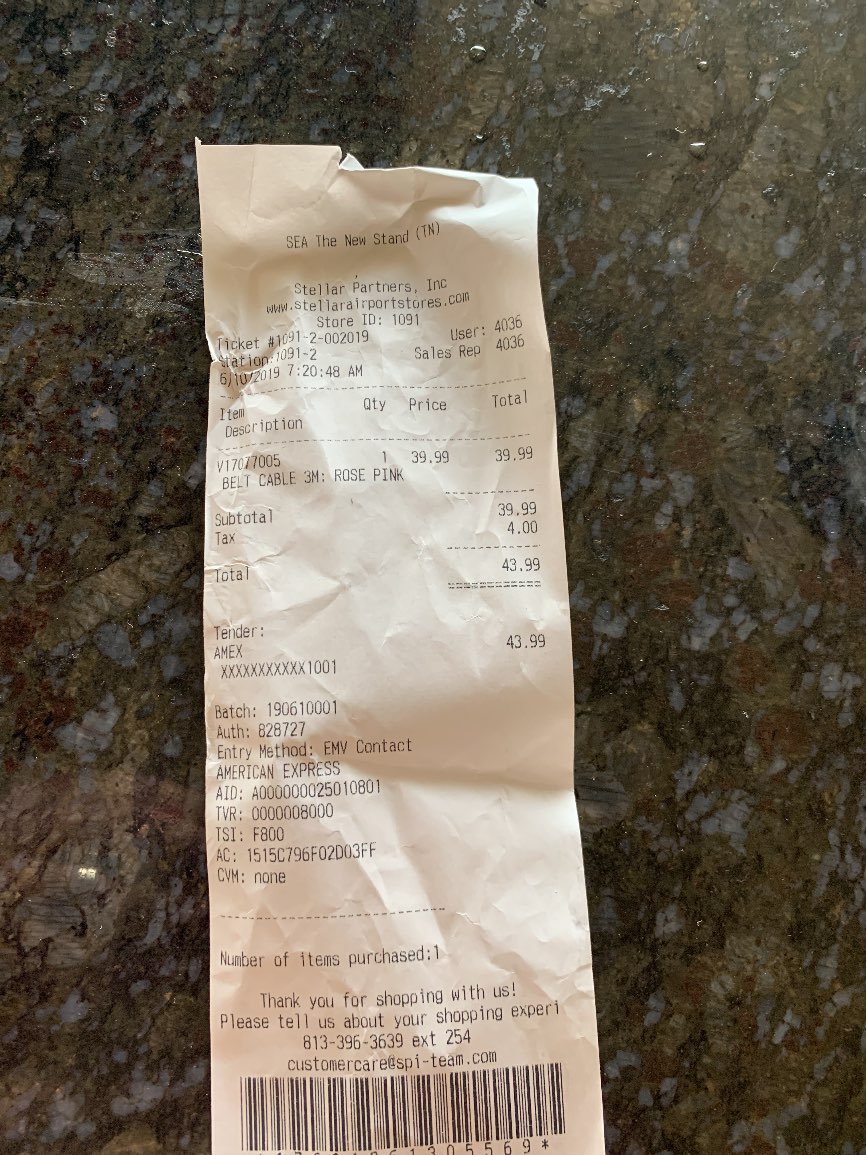 SEA The New Stand (TN)
Stellar Partners, Inc
www.stellarairportstores.com
Store ID: 1091
Ticket #1091-2-002019 User: 4036
Station:1091-2 Sales Rep 4036
6/10/2019 7:20:48 AM
Item Qty Price Total
Description
V17077005 1 39.99 39.99
BELT CABLE 3M: ROSE PINK
Subtotal 39.99
Tax 4.00
Total 43.99
Tender:
AMEX 43.99
XXXXXXXXXXX1001
Batch: 190610001
Auth: 828727
Entry Method: EMV Contact
AMERICAN EXPRESS
AID: A000000025010801
TVR: 0000008000
TSI: F800
AC: 1515C796F02D03FF
CVM: none
Number of items purchased:1
Thank you for shopping with us!
Please tell us about your shopping experi
813-396-3639 ext 254
customercare@spi-team.com